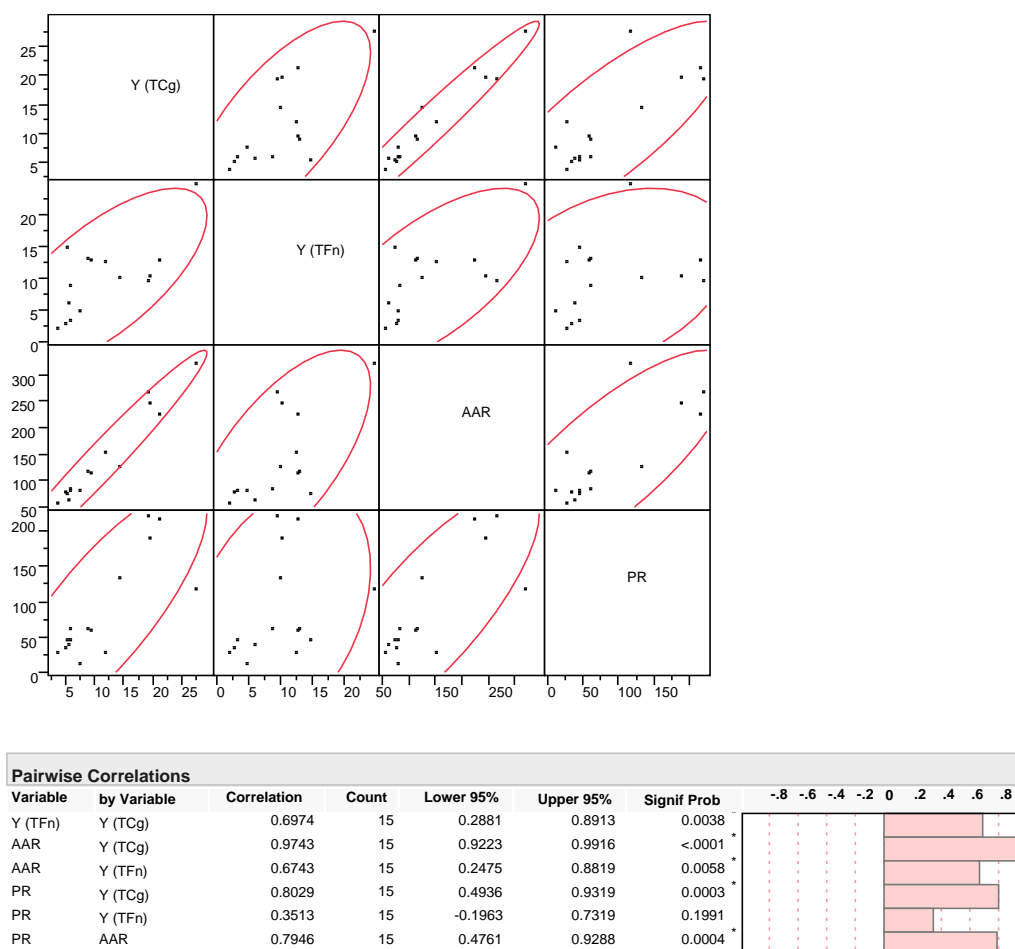 25
20
15
10
5
Y (TCg)
20
15
10
5
0
Y (TFn)
300
250
200
150
100
50
AAR
200
150
100
50
0
PR
5 10 15 20 25 0 5 10 15 20 50 150 250 0 50 100 150
Pairwise Correlations
Variable by Variable Correlation Count Lower 95% Upper 95% Signif Prob -.8 -.6 -.4 -.2 0 .2 .4 .6 .8
Y (TFn) Y (TCg) 0.6974 15 0.2881 0.8913 0.0038 *
AAR Y (TCg) 0.9743 15 0.9223 0.9916 <.0001 *
AAR Y (TFn) 0.6743 15 0.2475 0.8819 0.0058 *
PR Y (TCg) 0.8029 15 0.4936 0.9319 0.0003 *
PR Y (TFn) 0.3513 15 -0.1963 0.7319 0.1991
PR AAR 0.7946 15 0.4761 0.9288 0.0004 *